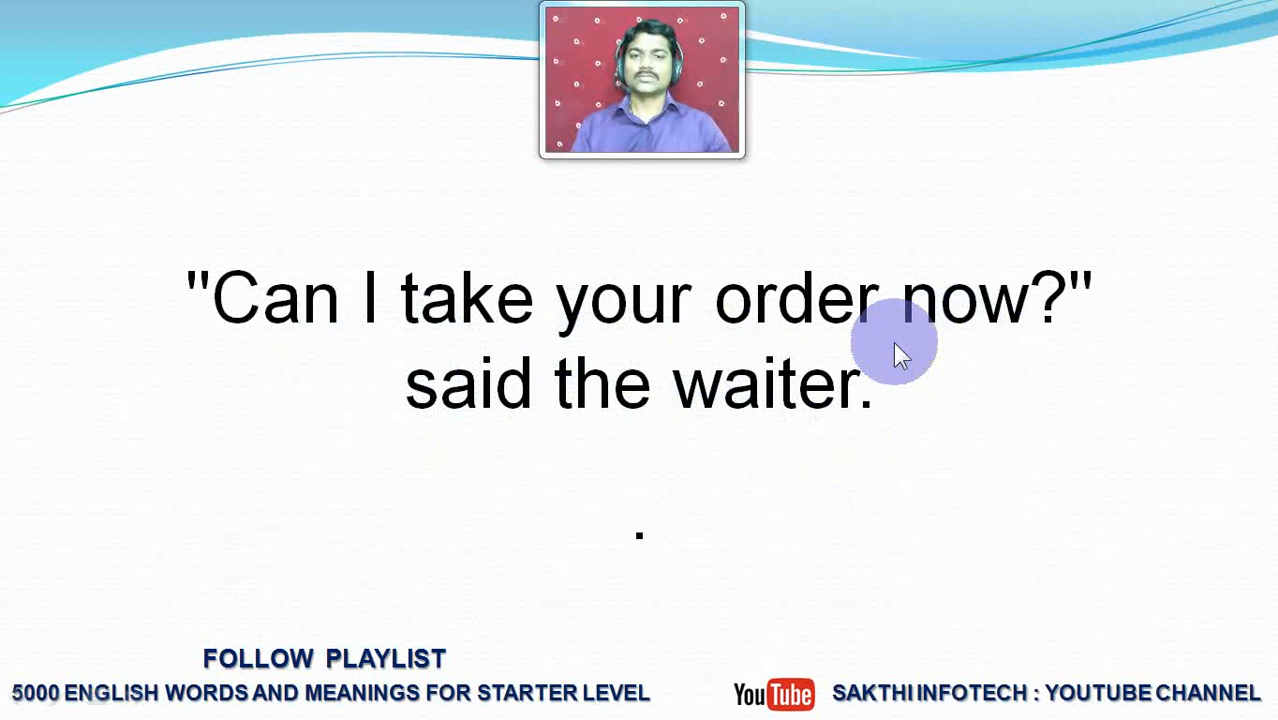 "Can I take your order now?"
said the waiter.
.
FOLLOW PLAYLIST
5000 ENGLISH WORDS AND MEANINGS FOR STARTER LEVEL
YouTube SAKTHI INFOTECH : YOUTUBE CHANNEL